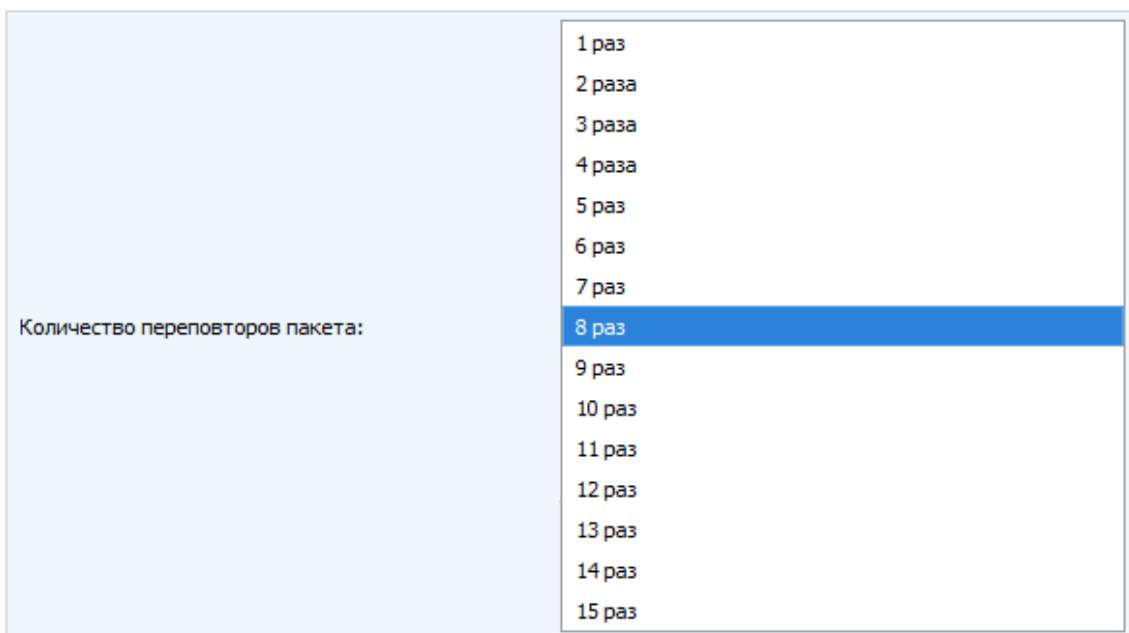 1 раз
2 раза
3 раза
4 раза
5 раз
6 раз
7 раз
Количество переповторов пакета:
8 раз
9 раз
10 раз
11 раз
12 раз
13 раз
14 раз
15 раз